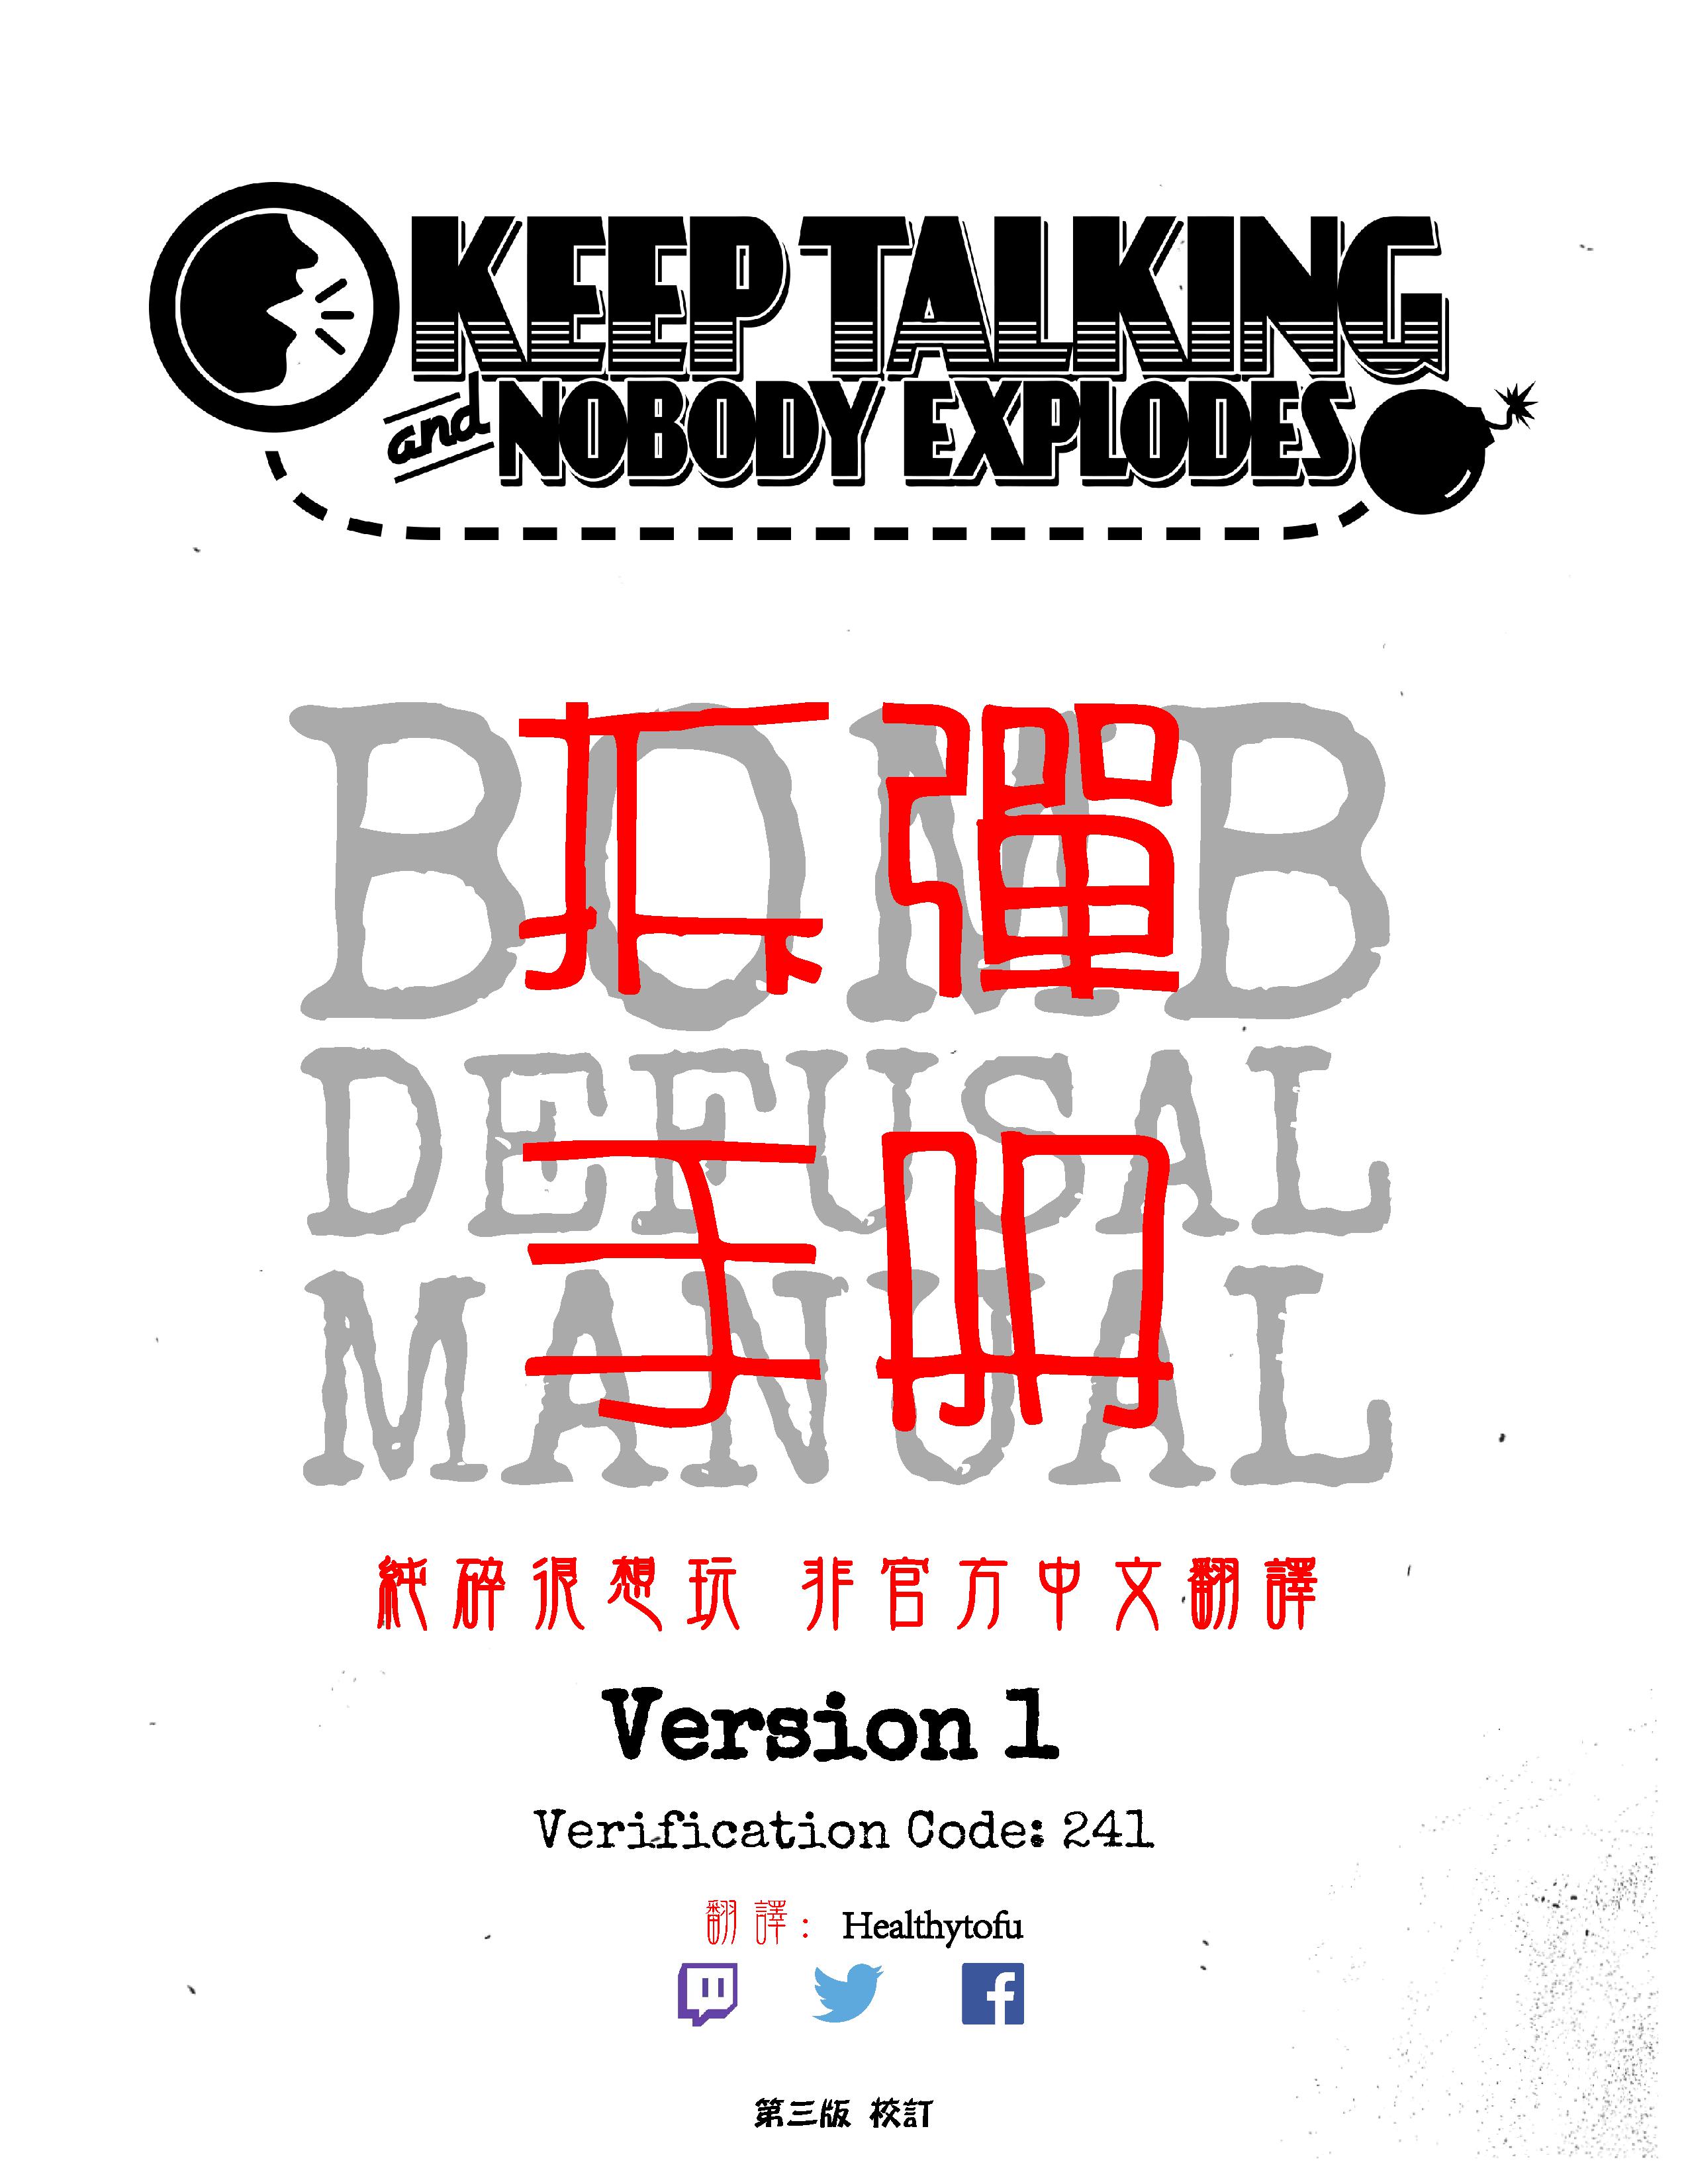 KEEP TALKING
and NOBODY EXPLODES
BOMB
拆彈
DEFUSAL
手冊
MANUAL
純碎很想玩 非官方中文翻譯
Version 1
Verification Code: 241
翻譯: Healthytofu
第三版 校訂